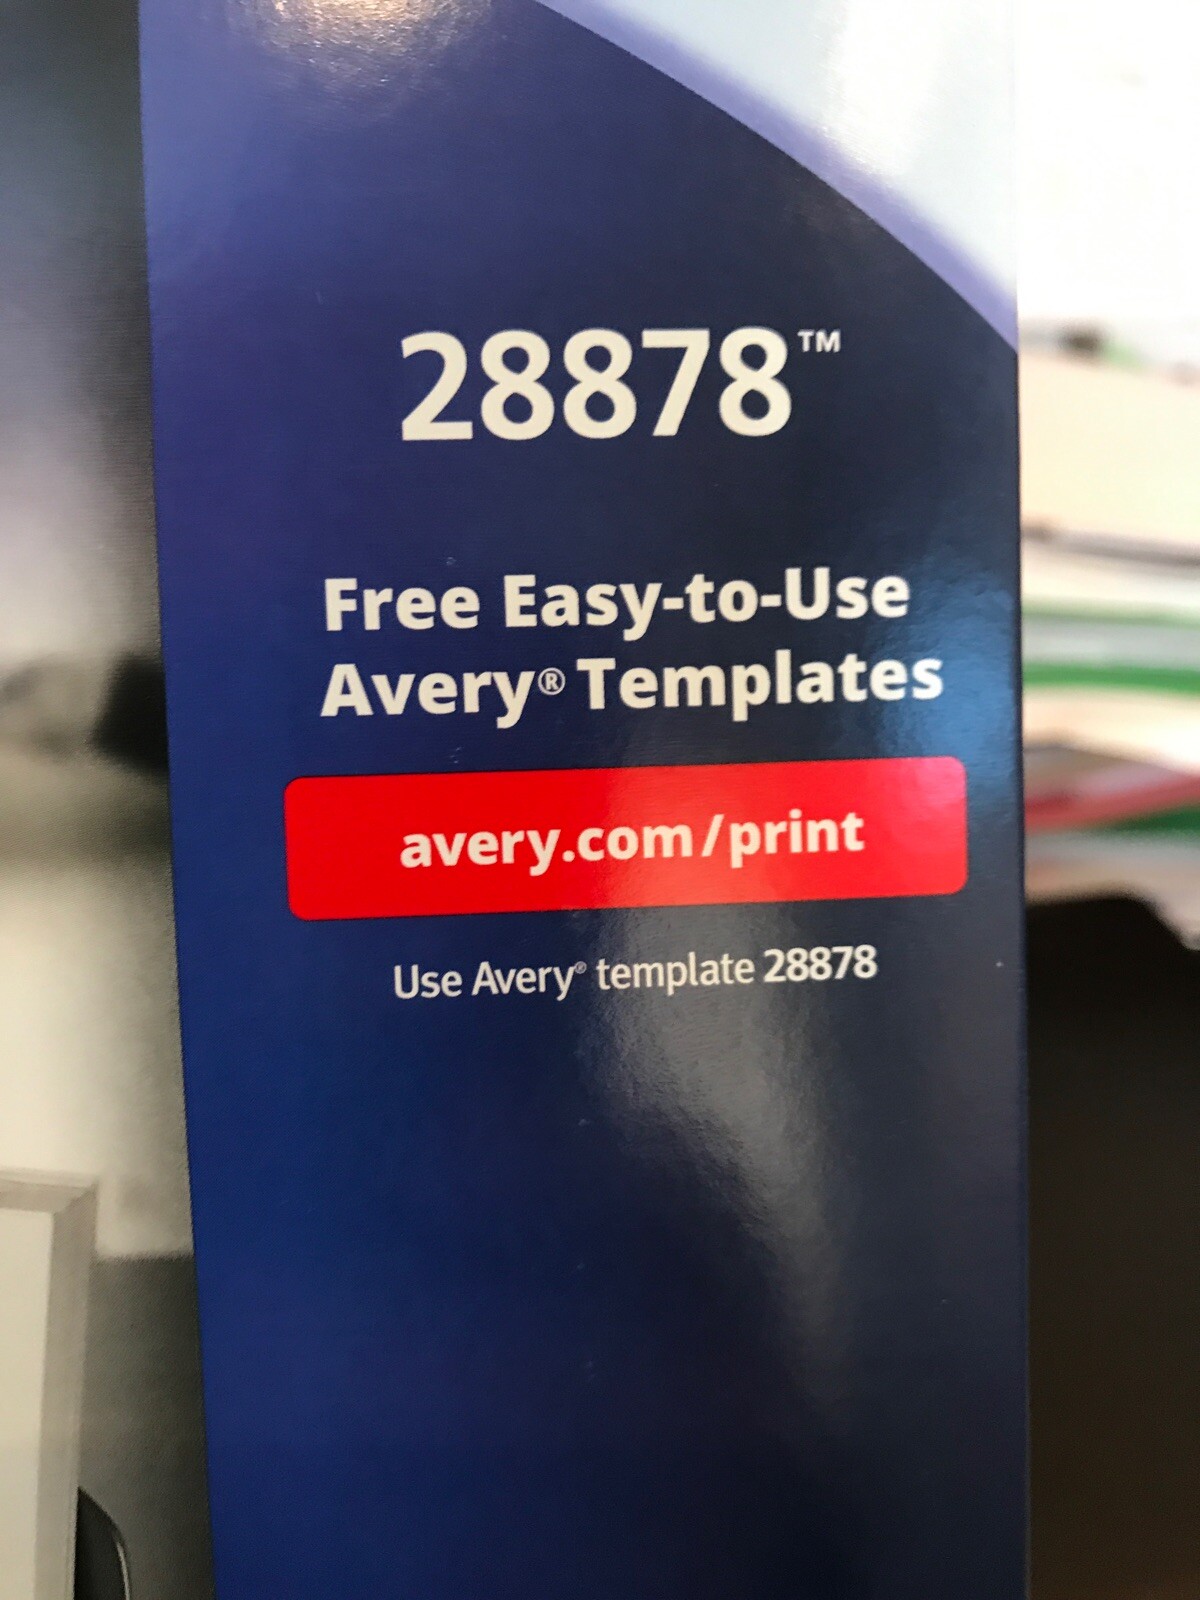 28878™
Free Easy-to-Use
Avery® Templates
avery.com/print
Use Avery® template 28878